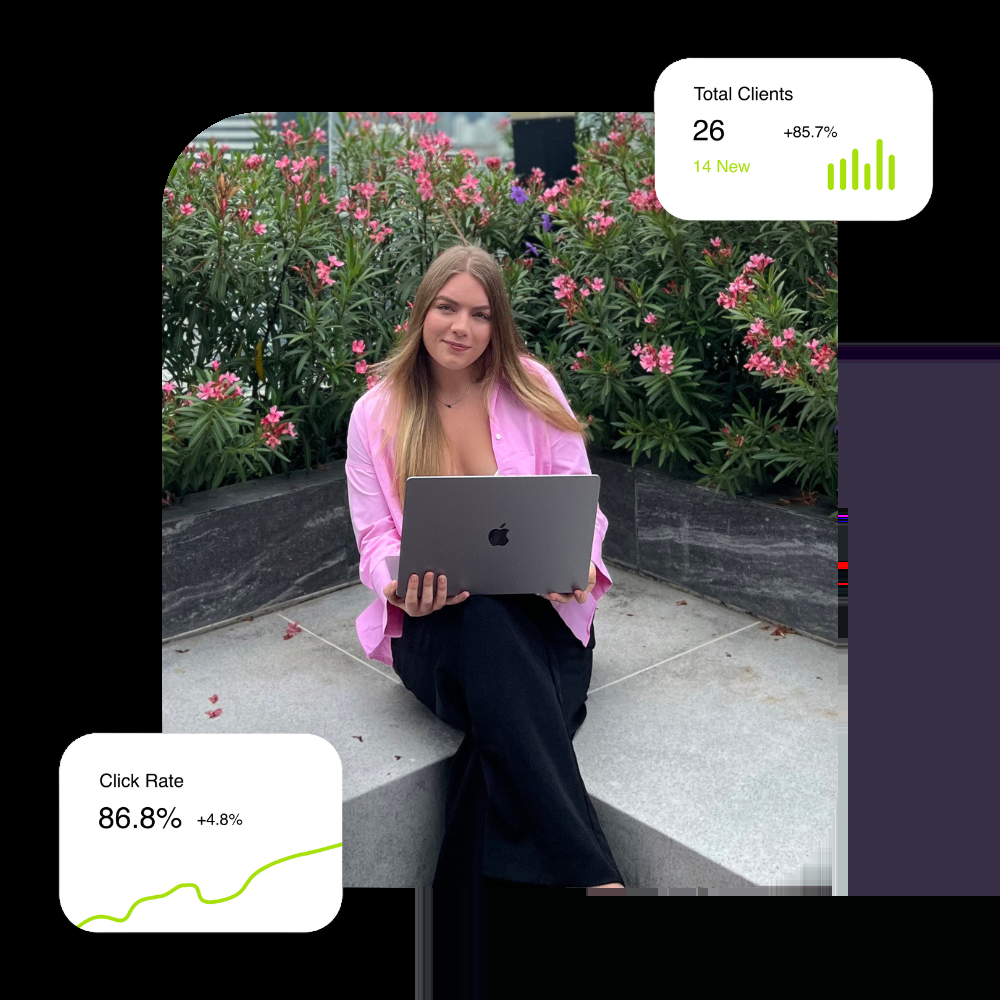 Total Clients
26 +85.7%
14 New
Click Rate
86.8% +4.8%